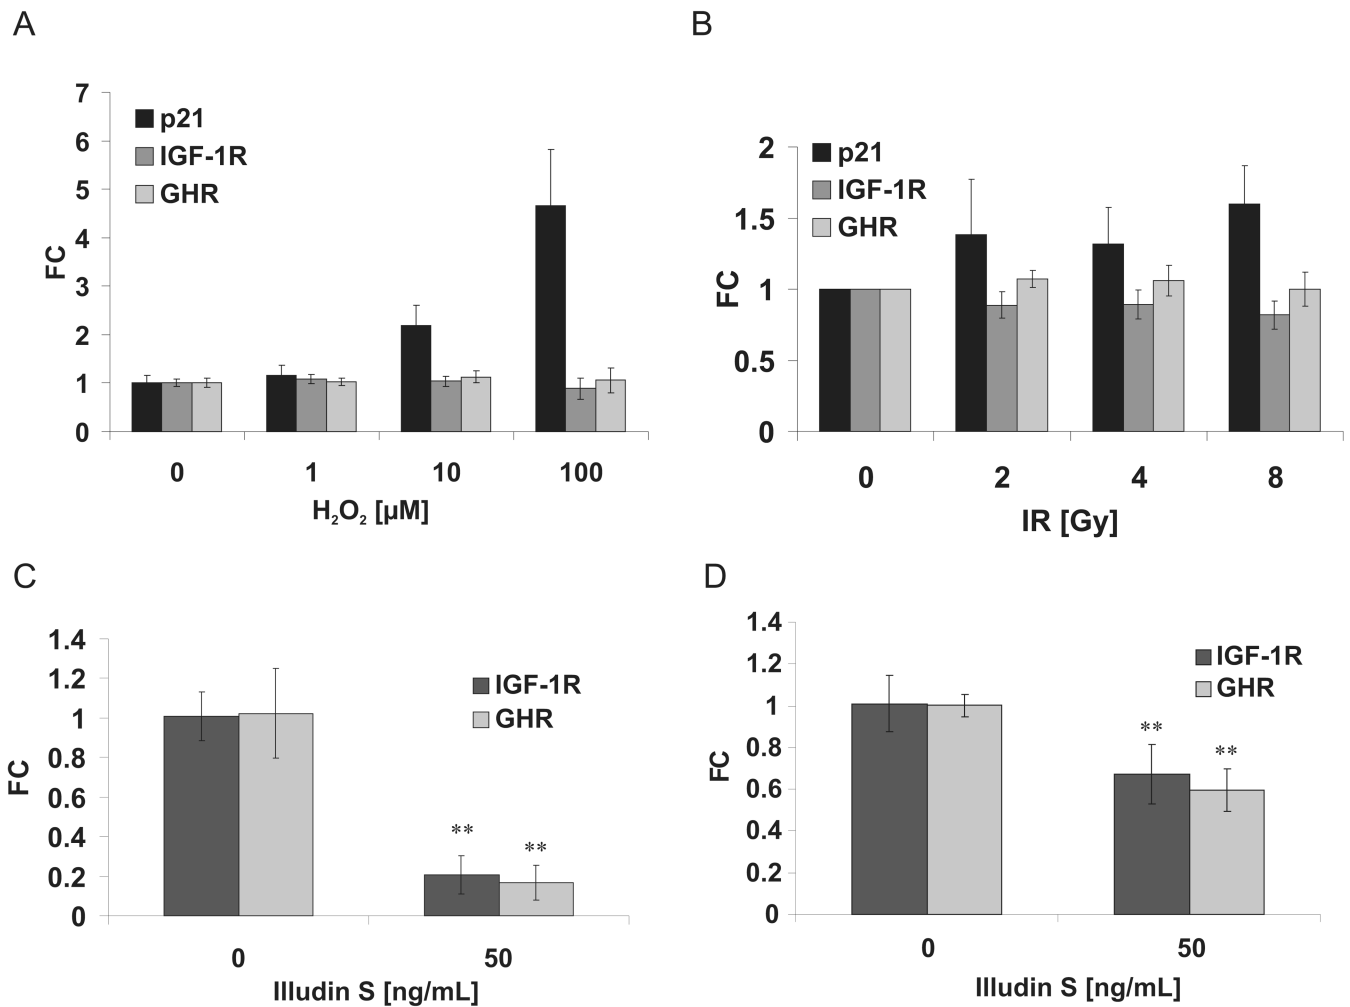 A
7
6
5
4
3
2
1
0
FC
p21
IGF-1R
GHR
0 1 10 100
H₂O₂ [µM]
B
2
1.5
1
0.5
0
FC
p21
IGF-1R
GHR
0 2 4 8
IR [Gy]
C
1.4
1.2
1
0.8
0.6
0.4
0.2
0
FC
IGF-1R
GHR
** **
0 50
Illudin S [ng/mL]
D
1.4
1.2
1
0.8
0.6
0.4
0.2
0
FC
IGF-1R
GHR
** **
0 50
Illudin S [ng/mL]